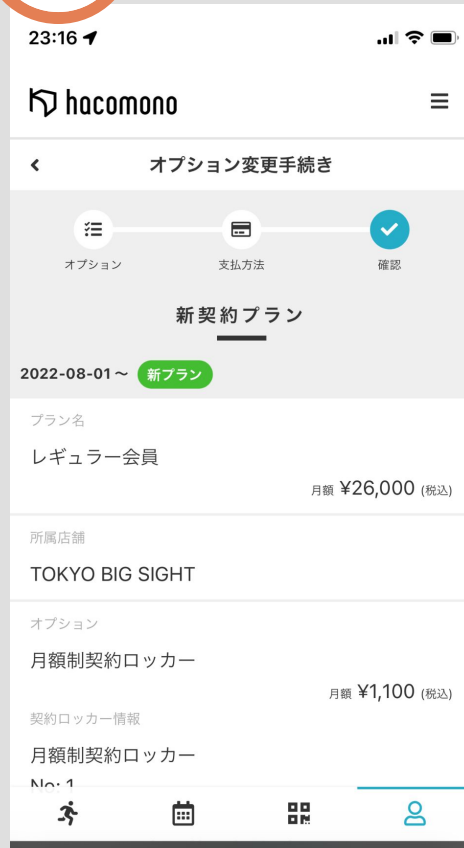 23:16
hacomono
オプション変更手続き
オプション
支払方法
確認
新契約プラン
2022-08-01〜 新プラン
プラン名
レギュラー会員
月額 ¥26,000 (税込)
所属店舗
TOKYO BIG SIGHT
オプション
月額制契約ロッカー
月額 ¥1,100 (税込)
契約ロッカー情報
月額制契約ロッカー
No: 1